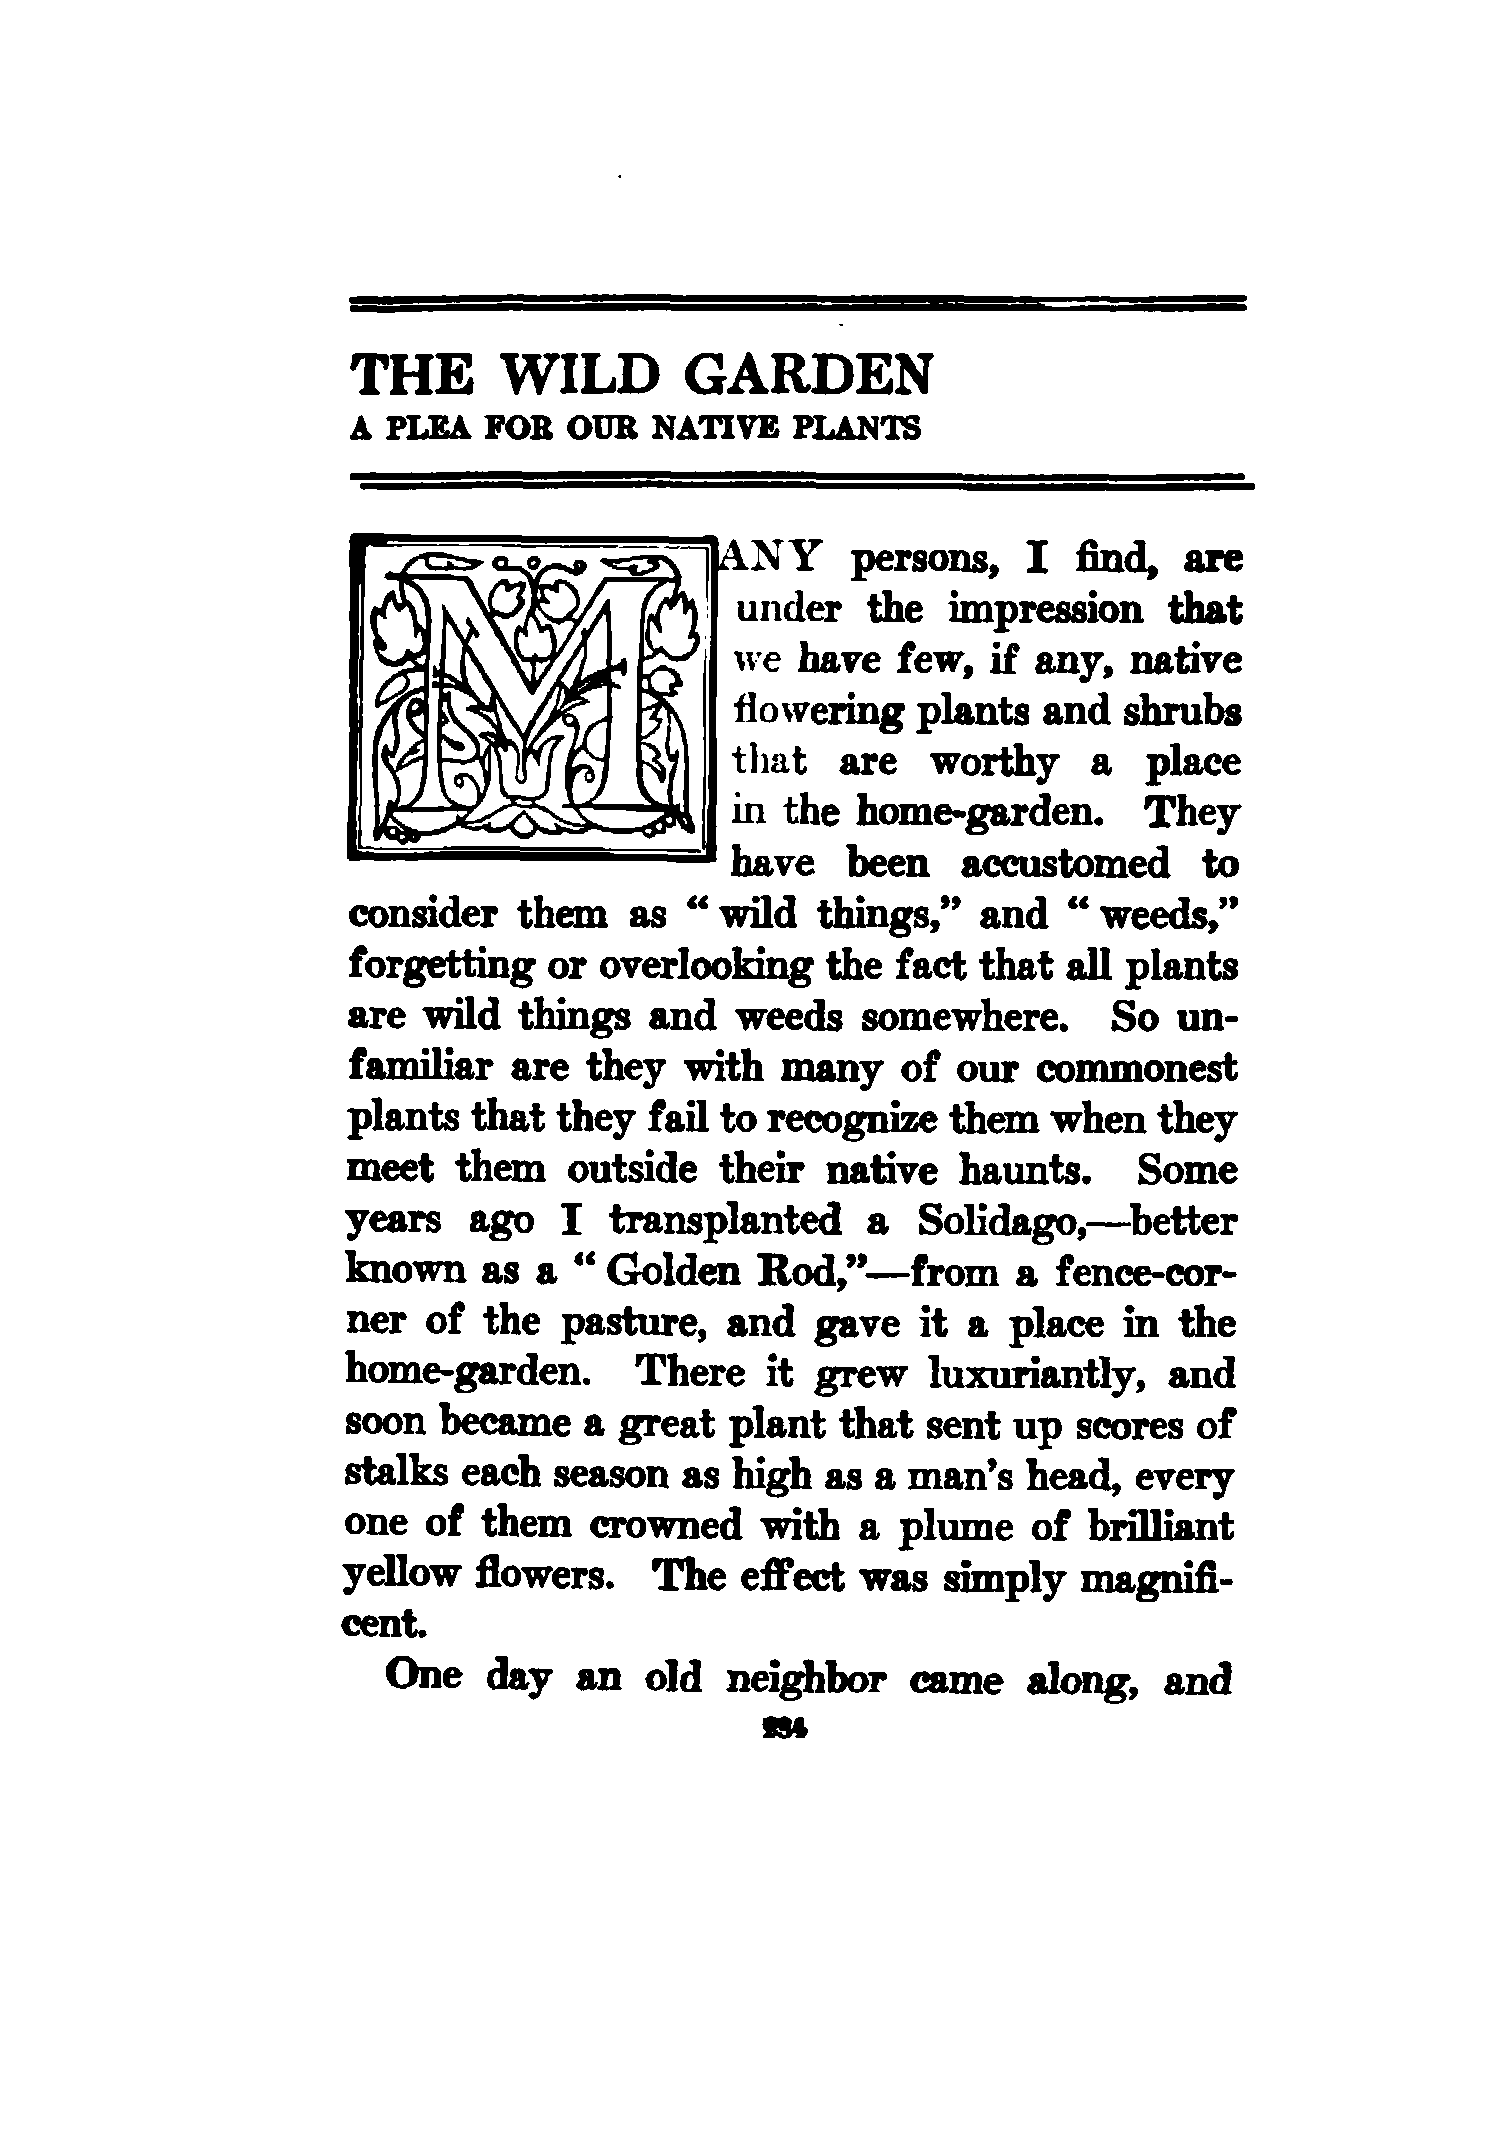 THE WILD GARDEN
A PLEA FOR OUR NATIVE PLANTS
MANY persons, I find, are
under the impression that
we have few, if any, native
flowering plants and shrubs
that are worthy a place
in the home-garden. They
have been accustomed to
consider them as “ wild things,” and “ weeds,”
forgetting or overlooking the fact that all plants
are wild things and weeds somewhere. So un-
familiar are they with many of our commonest
plants that they fail to recognize them when they
meet them outside their native haunts. Some
years ago I transplanted a Solidago,—better
known as a “ Golden Rod,”—from a fence-cor-
ner of the pasture, and gave it a place in the
home-garden. There it grew luxuriantly, and
soon became a great plant that sent up scores of
stalks each season as high as a man’s head, every
one of them crowned with a plume of brilliant
yellow flowers. The effect was simply magnifi-
cent.
One day an old neighbor came along, and
234